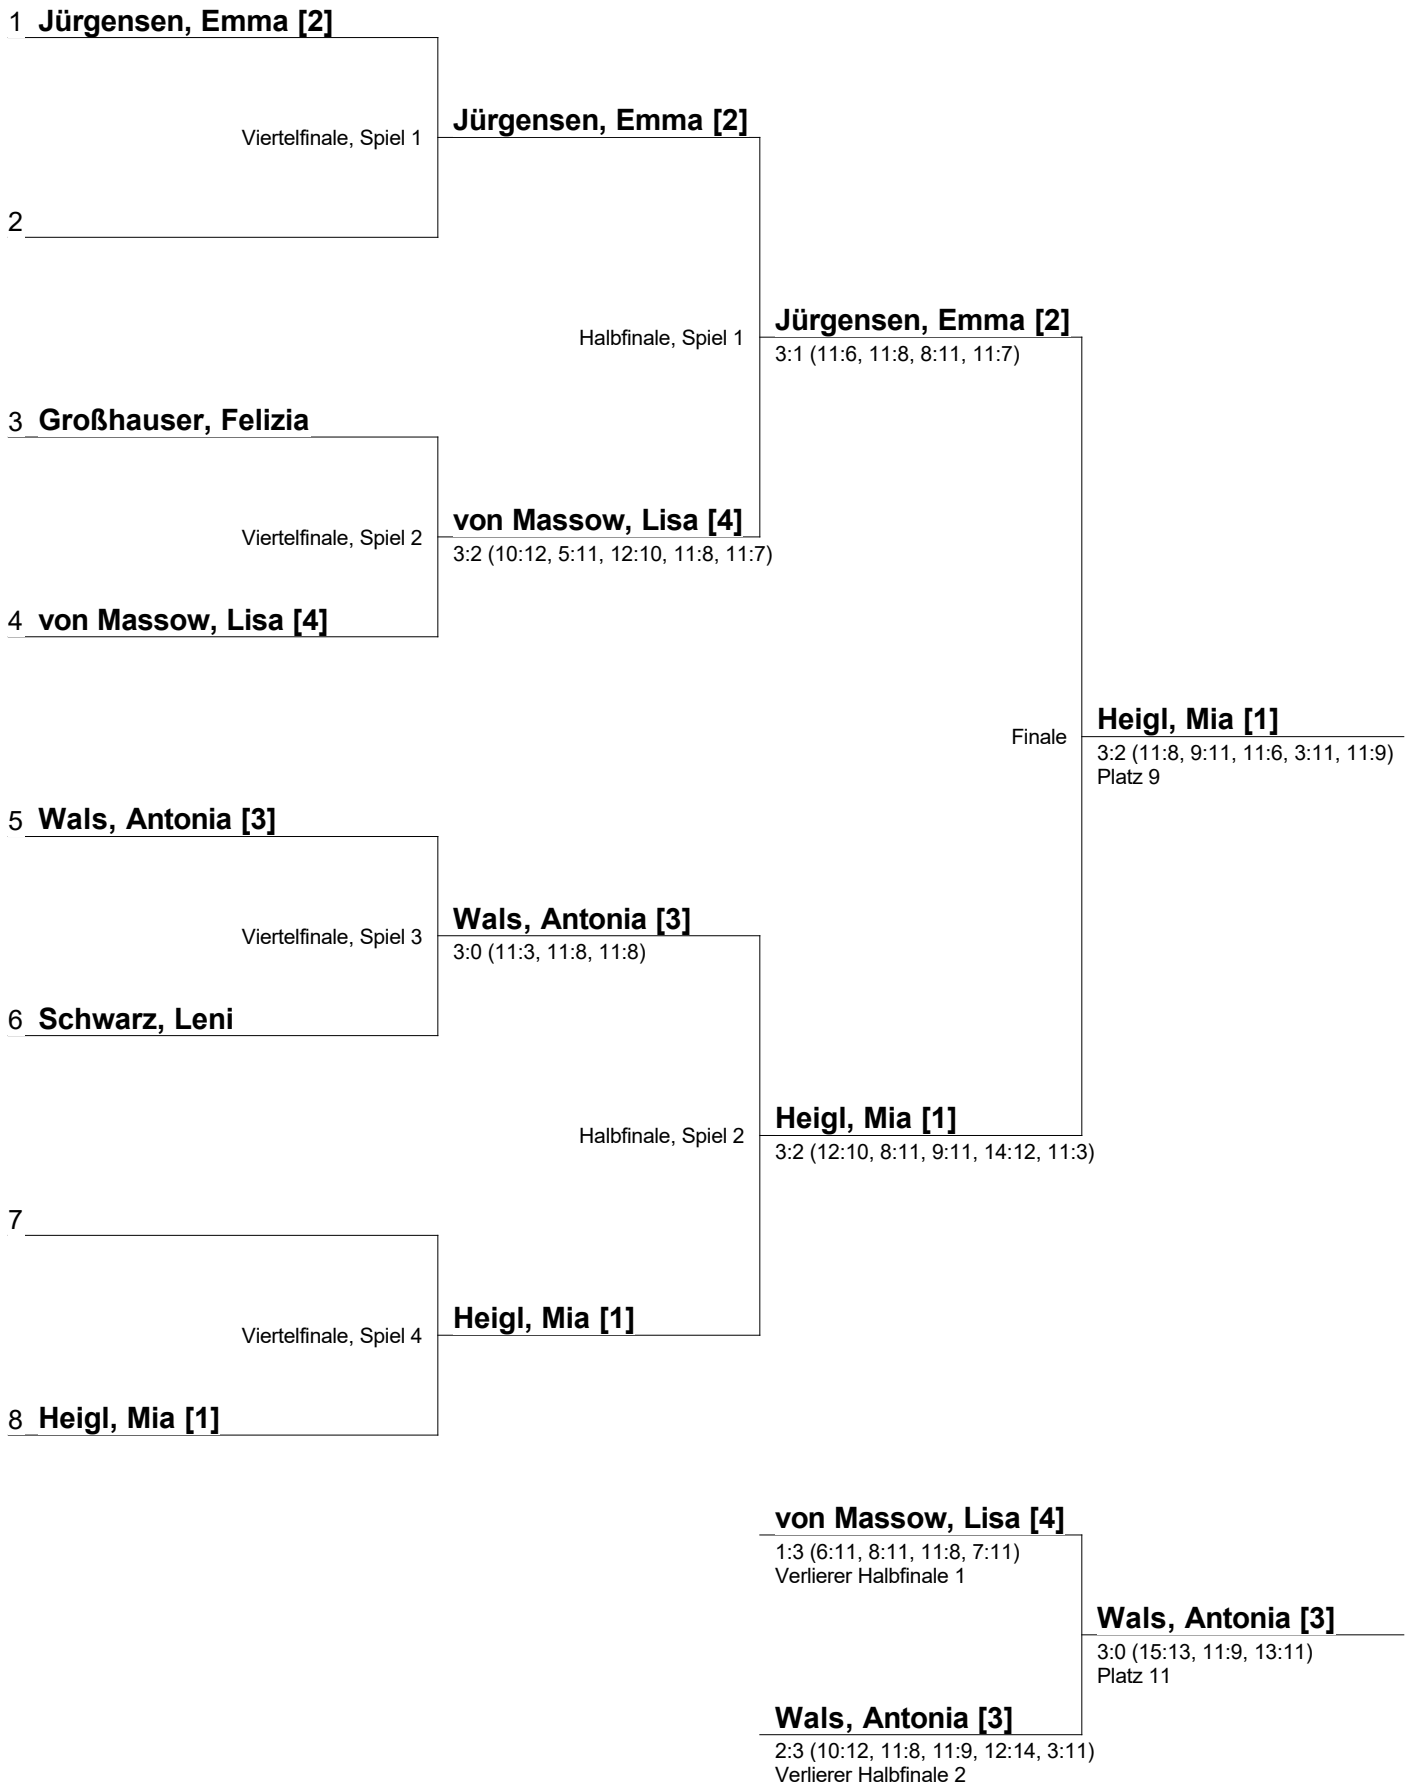 1 Jürgensen, Emma [2]
Viertelfinale, Spiel 1
Jürgensen, Emma [2]
2
Halbfinale, Spiel 1
Jürgensen, Emma [2]
3:1 (11:6, 11:8, 8:11, 11:7)
3 Großhauser, Felizia
Viertelfinale, Spiel 2
von Massow, Lisa [4]
3:2 (10:12, 5:11, 12:10, 11:8, 11:7)
4 von Massow, Lisa [4]
Finale
Heigl, Mia [1]
3:2 (11:8, 9:11, 11:6, 3:11, 11:9)
Platz 9
5 Wals, Antonia [3]
Viertelfinale, Spiel 3
Wals, Antonia [3]
3:0 (11:3, 11:8, 11:8)
6 Schwarz, Leni
Halbfinale, Spiel 2
Heigl, Mia [1]
3:2 (12:10, 8:11, 9:11, 14:12, 11:3)
7
Viertelfinale, Spiel 4
Heigl, Mia [1]
8 Heigl, Mia [1]
von Massow, Lisa [4]
1:3 (6:11, 8:11, 11:8, 7:11)
Verlierer Halbfinale 1
Wals, Antonia [3]
3:0 (15:13, 11:9, 13:11)
Platz 11
Wals, Antonia [3]
2:3 (10:12, 11:8, 11:9, 12:14, 3:11)
Verlierer Halbfinale 2